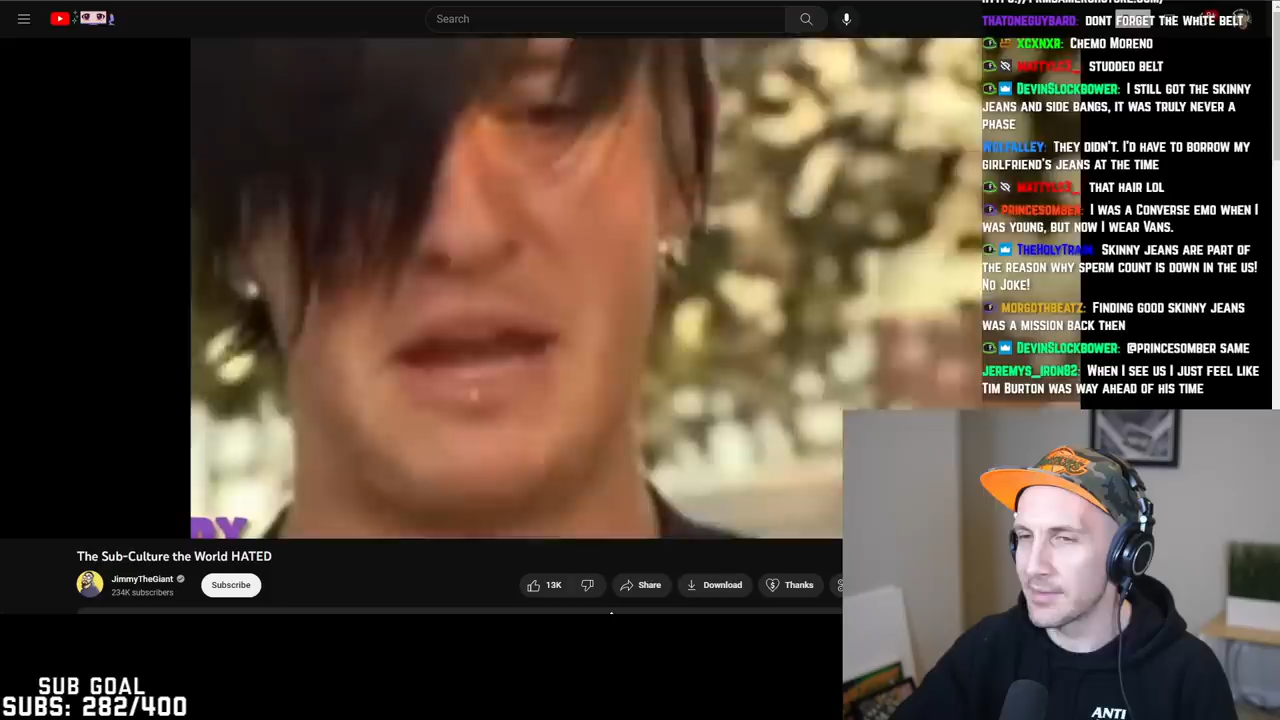 Search
THATONEGUYBARD: DONT FORGET THE WHITE BELT
XCXNXR: CHEMO MORENO
STUDDED BELT
DEVINSLOCKBOWER: I STILL GOT THE SKINNY
JEANS AND SIDE BANGS, IT WAS TRULY NEVER A
PHASE
THEY DIDN'T. I'D HAVE TO BORROW MY
GIRLFRIEND'S JEANS AT THE TIME
THAT HAIR LOL
PRINCESOMBER: I WAS A CONVERSE EMO WHEN I
WAS YOUNG, BUT NOW I WEAR VANS.
THEHOLYTRAIN SKINNY JEANS ARE PART OF
THE REASON WHY SPERM COUNT IS DOWN IN THE US!
NO JOKE!
MORGOTHBEATZ: FINDING GOOD SKINNY JEANS
WAS A MISSION BACK THEN
DEVINSLOCKBOWER: @PRINCESOMBER SAME
JEREMYS_IRON82: WHEN I SEE US I JUST FEEL LIKE
TIM BURTON WAS WAY AHEAD OF HIS TIME
The Sub-Culture the World HATED
JimmyTheGiant
234K subscribers
Subscribe
13K
Share
Download
Thanks
SUB GOAL
SUBS: 282/400
ANTI